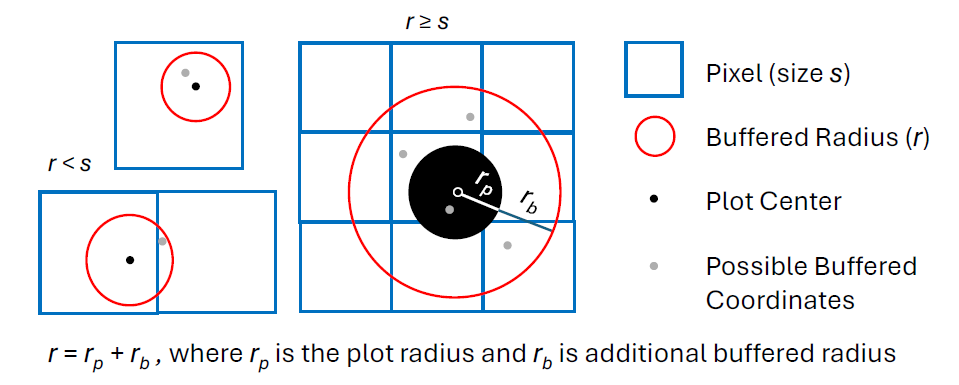 r ≥ s
r < s
r_p
r_b
Pixel (size s)
Buffered Radius (r)
Plot Center
Possible Buffered
Coordinates
r = r_p + r_b , where r_p is the plot radius and r_b is additional buffered radius